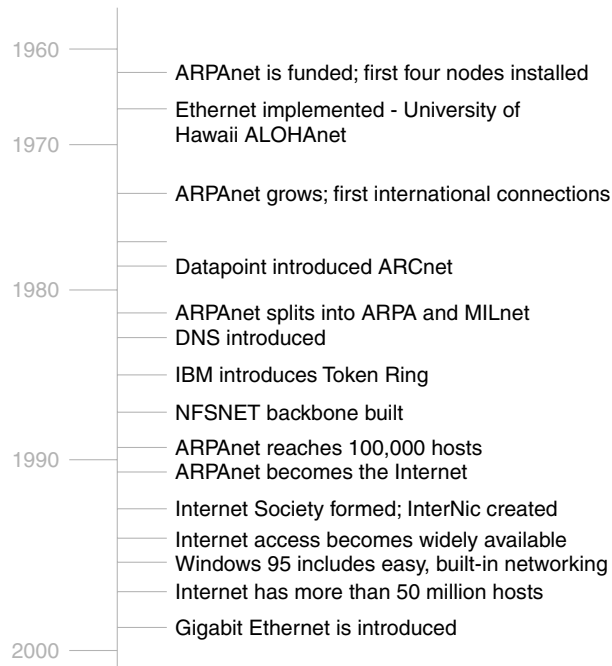 1960
ARPAnet is funded; first four nodes installed
Ethernet implemented - University of
Hawaii ALOHAnet
1970
ARPAnet grows; first international connections
Datapoint introduced ARCnet
1980
ARPAnet splits into ARPA and MILnet
DNS introduced
IBM introduces Token Ring
NFSNET backbone built
ARPAnet reaches 100,000 hosts
1990
ARPAnet becomes the Internet
Internet Society formed; InterNic created
Internet access becomes widely available
Windows 95 includes easy, built-in networking
Internet has more than 50 million hosts
Gigabit Ethernet is introduced
2000